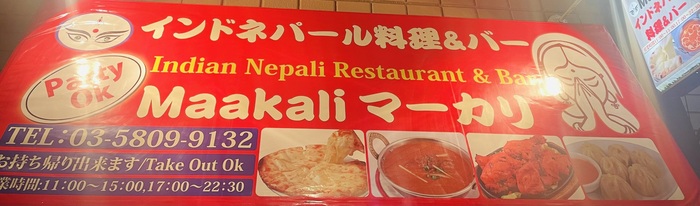 インドネパール料理&バー
Party Ok
Indian Nepali Restaurant & Bar
Maakali マーカリ
TEL:03-5809-9132
お持ち帰り出来ます/Take Out Ok
業時間:11:00〜15:00,17:00〜22:30
インドネパール
料理&バー